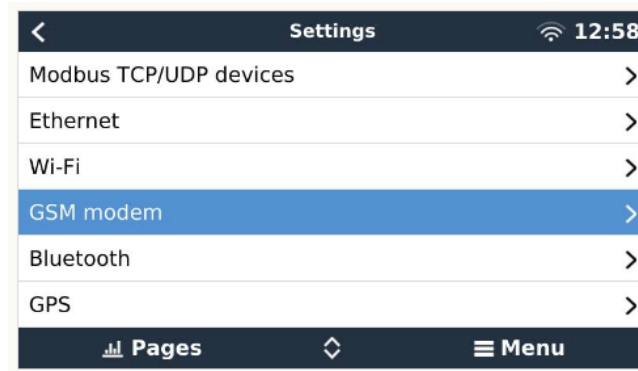 Settings 12:58
Modbus TCP/UDP devices
Ethernet
Wi-Fi
GSM modem
Bluetooth
GPS
Pages Menu